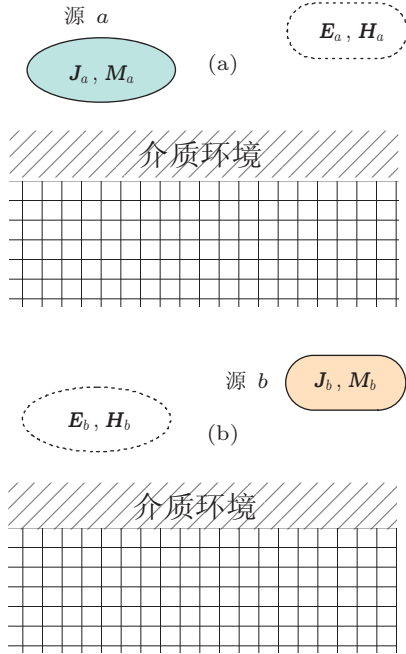 源 a
E_a, H_a
J_a, M_a
(a)
介质环境
源 b
J_b, M_b
E_b, H_b
(b)
介质环境